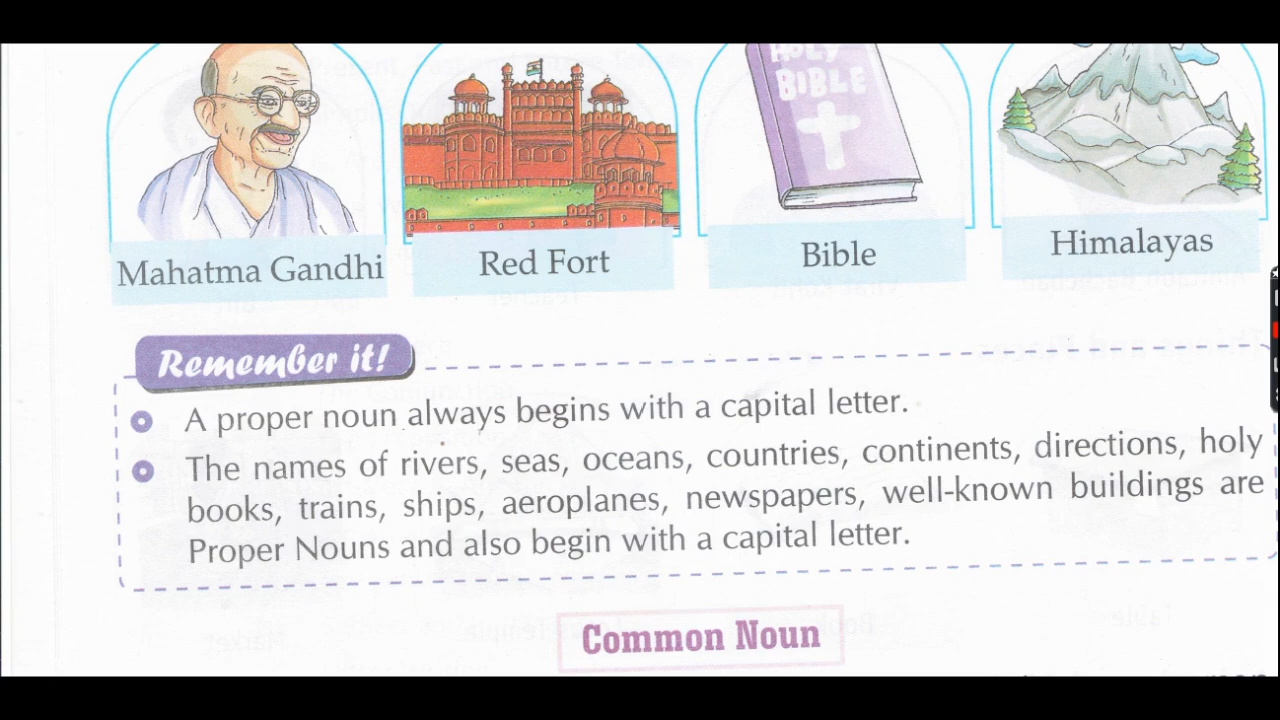 HOLY
BIBLE
Mahatma Gandhi
Red Fort
Bible
Himalayas
Remember it!
A proper noun always begins with a capital letter.
The names of rivers, seas, oceans, countries, continents, directions, holy
books, trains, ships, aeroplanes, newspapers, well-known buildings are
Proper Nouns and also begin with a capital letter.
Common Noun